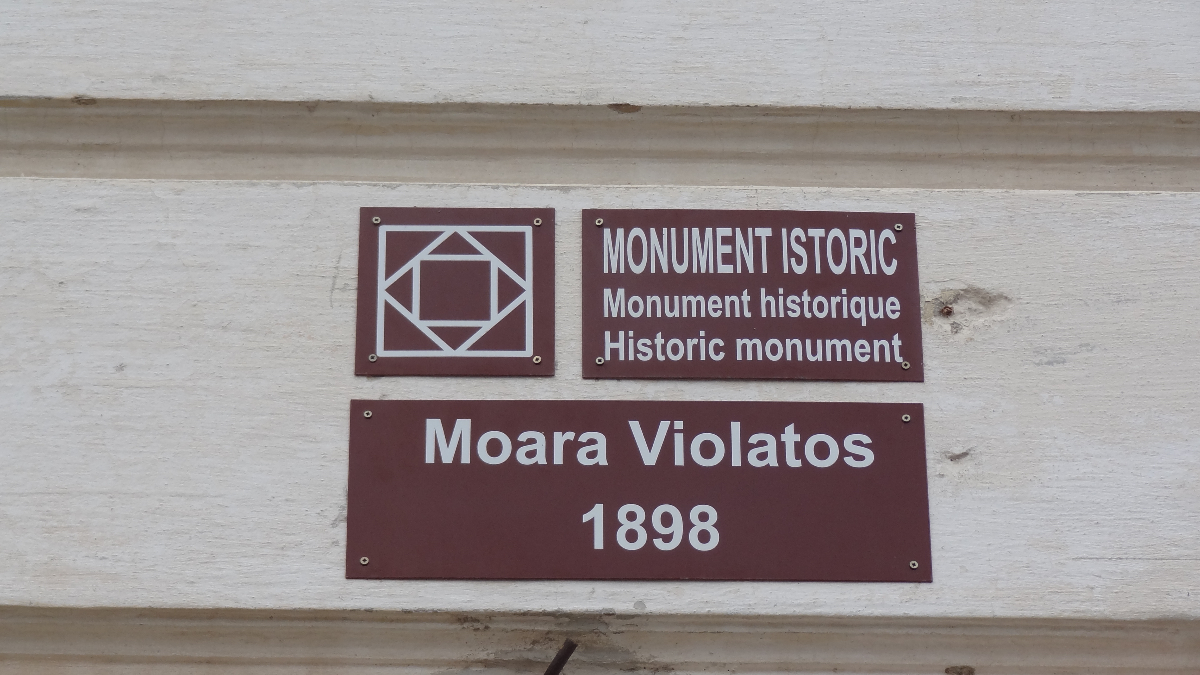 MONUMENT ISTORIC
Monument historique
Historic monument
Moara Violatos
1898